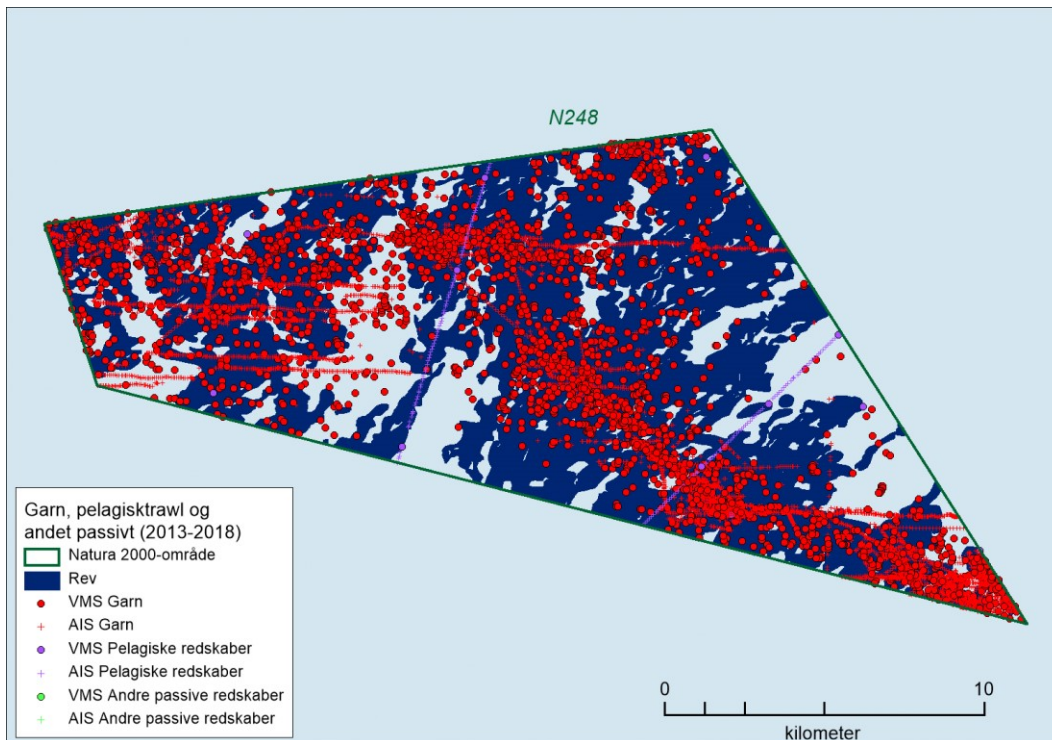 N248
Garn, pelagisktrawl og
andet passivt (2013-2018)
Natura 2000-område
Rev
VMS Garn
AIS Garn
VMS Pelagiske redskaber
AIS Pelagiske redskaber
VMS Andre passive redskaber
AIS Andre passive redskaber
0 10
kilometer